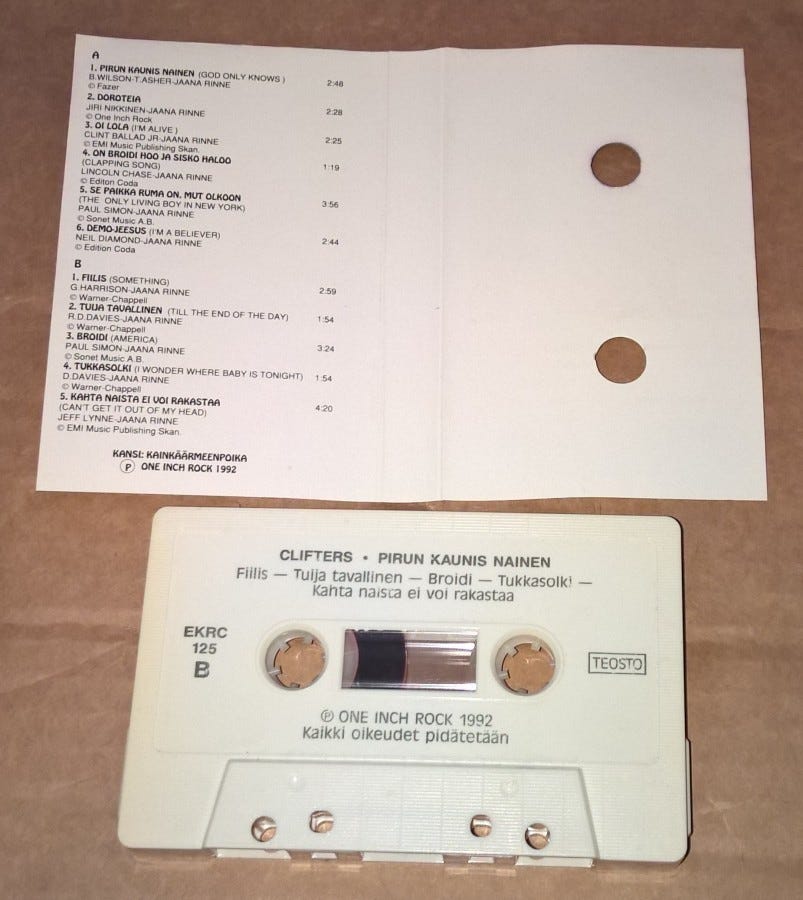 A
1. PIRUN KAUNIS NAINEN (GOD ONLY KNOWS )
B.WILSON-T.ASHER-JAANA RINNE 2:48
© Fazer
2. DOROTEIA
JIRI NIKKINEN-JAANA RINNE 2:28
© One Inch Rock
3. OI LOLA (I'M ALIVE )
CLINT BALLAD JR-JAANA RINNE 2:25
© EMI Music Publishing Skan.
4. ON BROIDI HOO JA SISKO HALOO
(CLAPPING SONG) 1:19
LINCOLN CHASE-JAANA RINNE
© Editon Coda
5. SE PAIKKA RUMA ON, MUT OLKOON
(THE ONLY LIVING BOY IN NEW YORK) 3:56
PAUL SIMON-JAANA RINNE
© Sonet Music A.B.
6. DEMO-JEESUS (I'M A BELIEVER)
NEIL DIAMOND-JAANA RINNE 2:44
© Edition Coda
B
1. FIILIS (SOMETHING)
G.HARRISON-JAANA RINNE 2:59
© Warner-Chappell
2. TUIJA TAVALLINEN (TILL THE END OF THE DAY)
R.D.DAVIES-JAANA RINNE 1:54
© Warner-Chappell
3. BROIDI (AMERICA)
PAUL SIMON-JAANA RINNE 3:24
© Sonet Music A.B.
4. TUKKASOLKI (I WONDER WHERE BABY IS TONIGHT) 1:54
D.DAVIES-JAANA RINNE
© Warner-Chappell
5. KAHTA NAISTA EI VOI RAKASTAA
(CAN'T GET IT OUT OF MY HEAD) 4:20
JEFF LYNNE-JAANA RINNE
© EMI Music Publishing Skan.
KANSI: KAINKÄÄRMEENPOIKA
℗ ONE INCH ROCK 1992
CLIFTERS • PIRUN KAUNIS NAINEN
Fiilis — Tuija tavallinen — Broidi — Tukkasolki —
Kahta naista ei voi rakastaa
EKRC
125
B
TEOSTO
℗ ONE INCH ROCK 1992
Kaikki oikeudet pidätetään